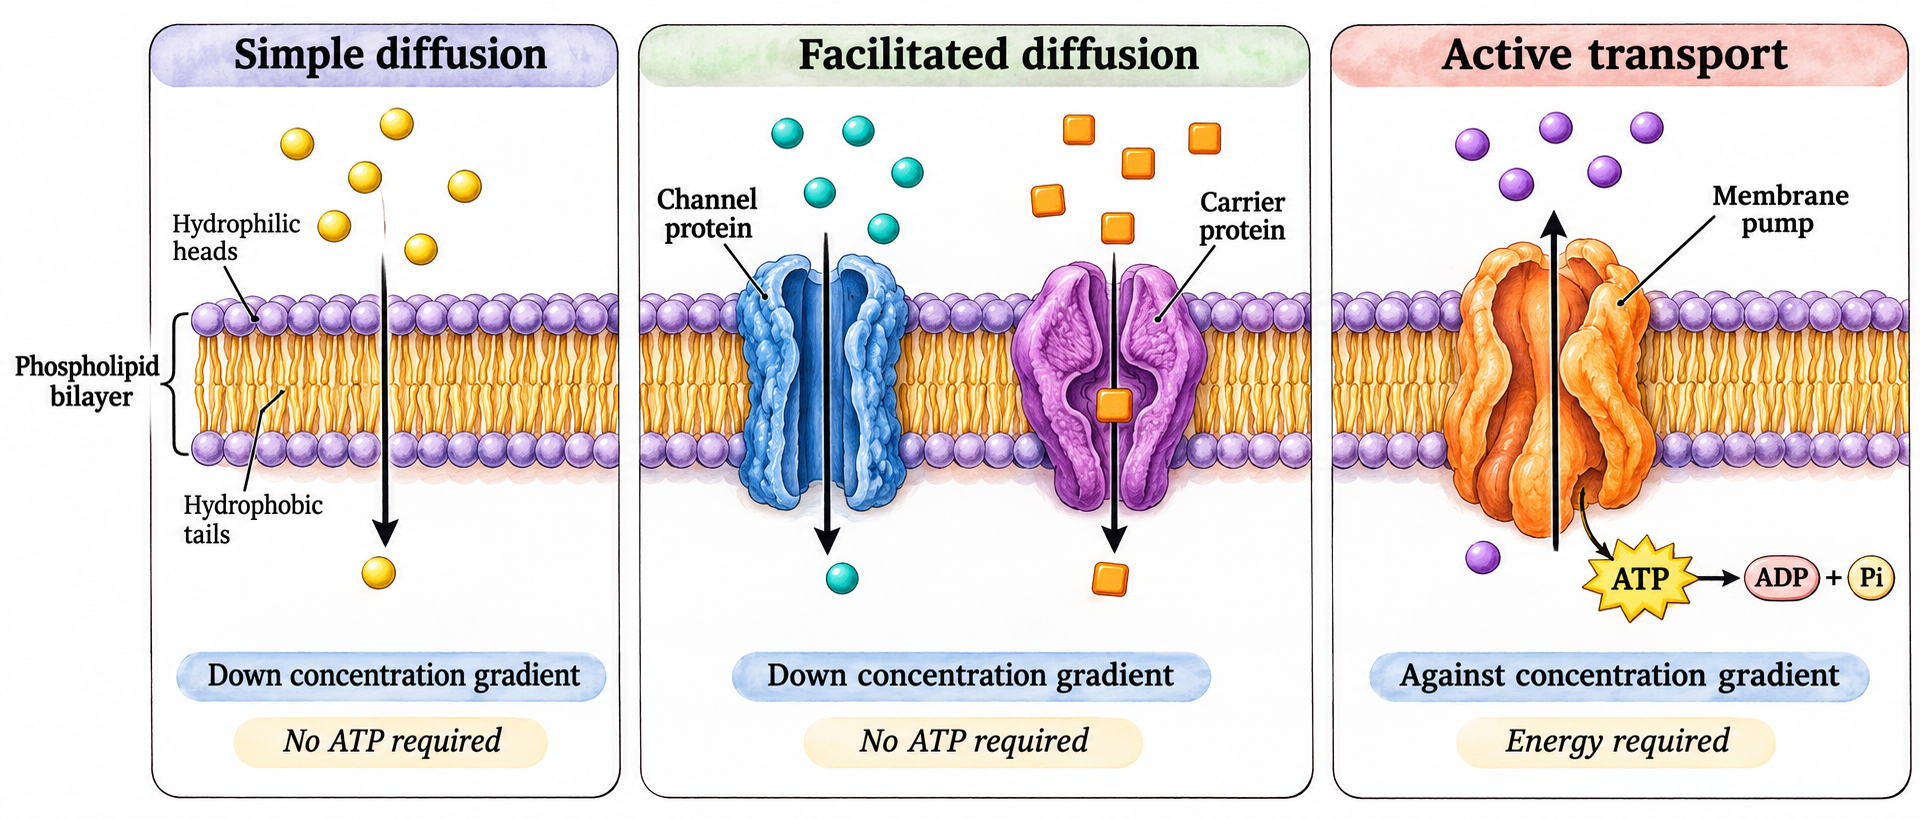 Simple diffusion
Hydrophilic
heads
Phospholipid
bilayer
Hydrophobic
tails
Down concentration gradient
No ATP required
Facilitated diffusion
Channel
protein
Carrier
protein
Down concentration gradient
No ATP required
Active transport
Membrane
pump
ATP
ADP + Pi
Against concentration gradient
Energy required